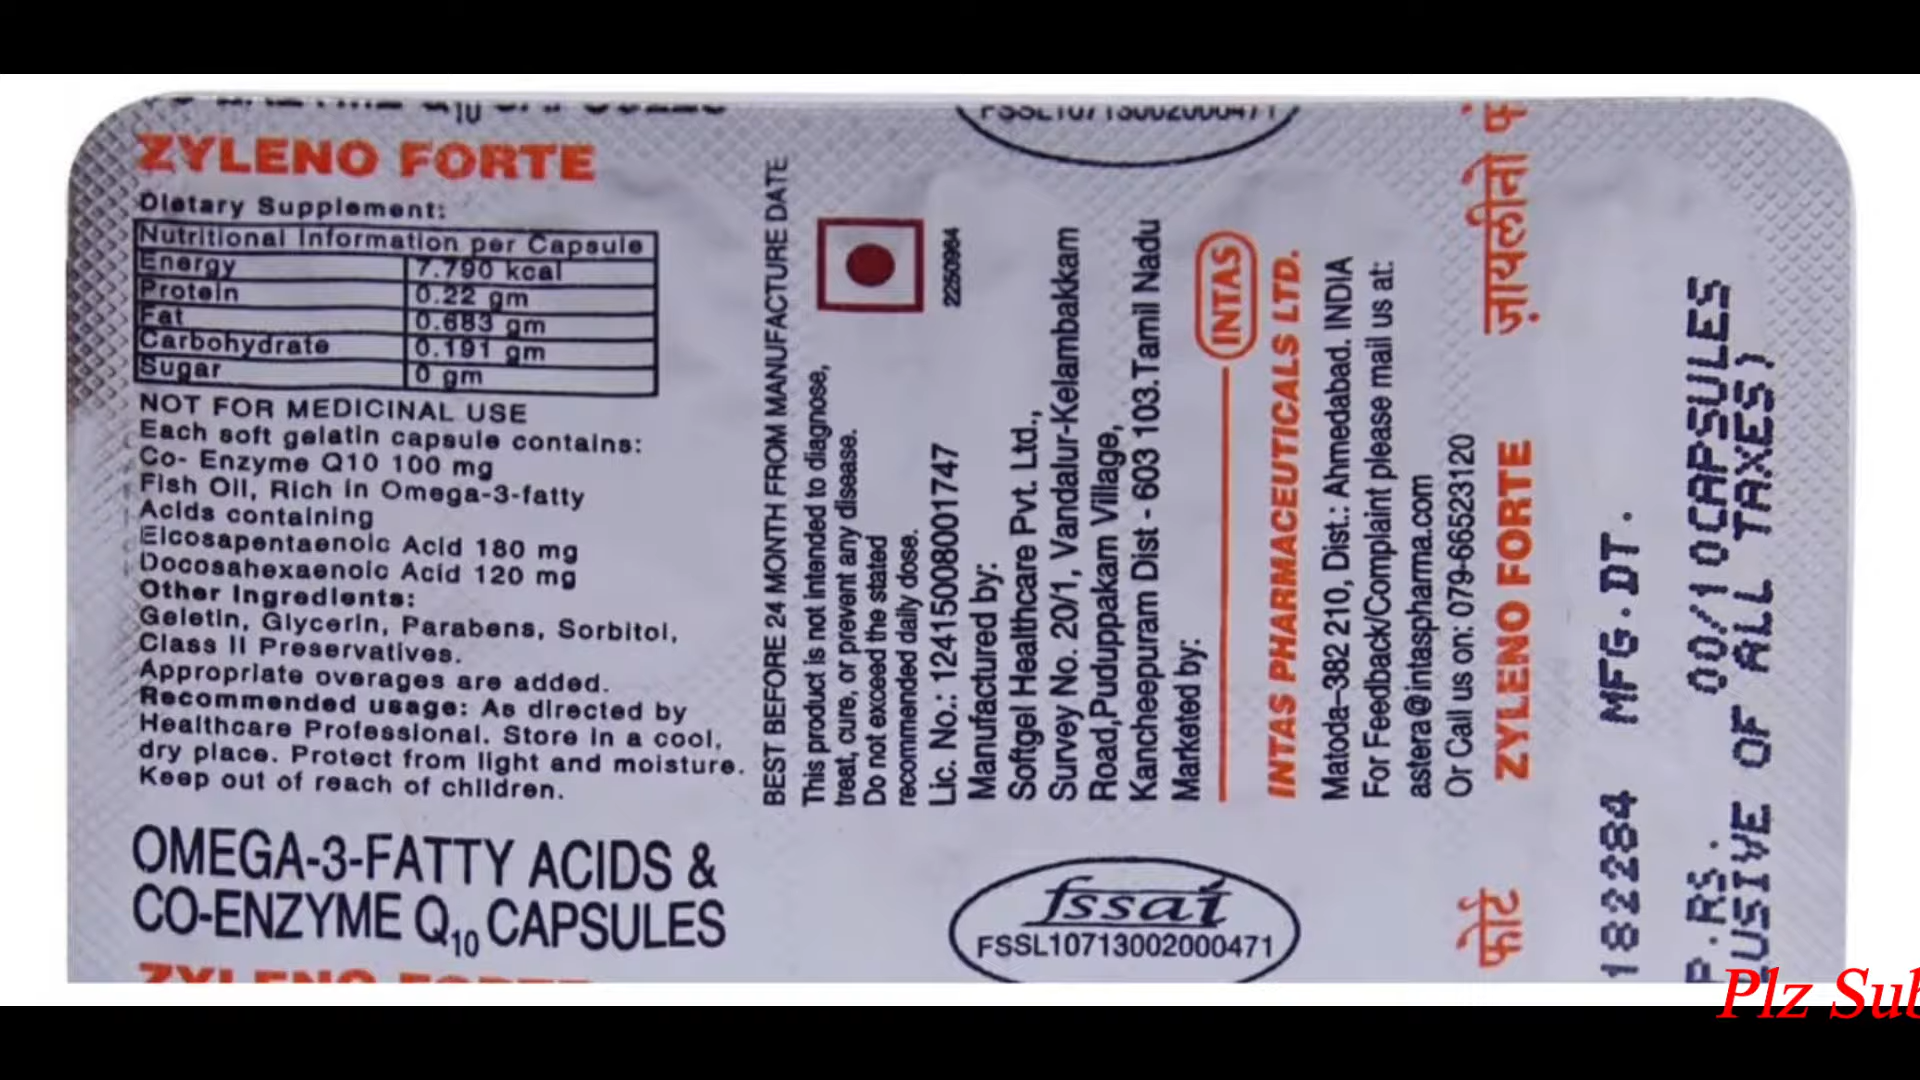 ZYLENO FORTE
Dietary Supplement:
Nutritional Information per Capsule
Energy 7.790 kcal
Protein 0.22 gm
Fat 0.683 gm
Carbohydrate 0.191 gm
Sugar 0 gm
NOT FOR MEDICINAL USE
Each soft gelatin capsule contains:
Co- Enzyme Q10 100 mg
Fish Oil, Rich in Omega-3-fatty
Acids containing
Eicosapentaenoic Acid 180 mg
Docosahexaenoic Acid 120 mg
Other Ingredients:
Geletin, Glycerin, Parabens, Sorbitol,
Class II Preservatives.
Appropriate overages are added.
Recommended usage: As directed by
Healthcare Professional. Store in a cool,
dry place. Protect from light and moisture.
Keep out of reach of children.
OMEGA-3-FATTY ACIDS &
CO-ENZYME Q10 CAPSULES
ZYLENO FORTE
BEST BEFORE 24 MONTH FROM MANUFACTURE DATE
This product is not intended to diagnose,
treat, cure, or prevent any disease.
Do not exceed the stated
recommended daily dose.
Lic. No.: 12415008001747
2250964
Manufactured by:
Softgel Healthcare Pvt. Ltd.,
Survey No. 20/1, Vandalur-Kelambakkam
Road,Puduppakam Village,
Kancheepuram Dist - 603 103.Tamil Nadu
Marketed by:
INTAS
INTAS PHARMACEUTICALS LTD.
Matoda-382 210, Dist.: Ahmedabad. INDIA
For Feedback/Complaint please mail us at:
astera@intaspharma.com
Or Call us on: 079-66523120
FSSL10713002000471
fssai
FSSL10713002000471
फोर्ट ज़ायलीनो
ZYLENO FORTE
182284 MFG.DT.
P.RS. 00/10CAPSULES
LUSIVE OF ALL TAXES)
Plz Sub